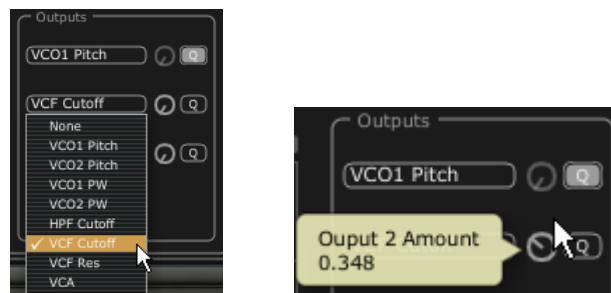 Outputs
VCO1 Pitch Q
VCF Cutoff Q
None
VCO1 Pitch
VCO2 Pitch
Q
VCO1 PW
VCO2 PW
HPF Cutoff
✓ VCF Cutoff
VCF Res
VCA
Outputs
VCO1 Pitch Q
Ouput 2 Amount
0.348
Q